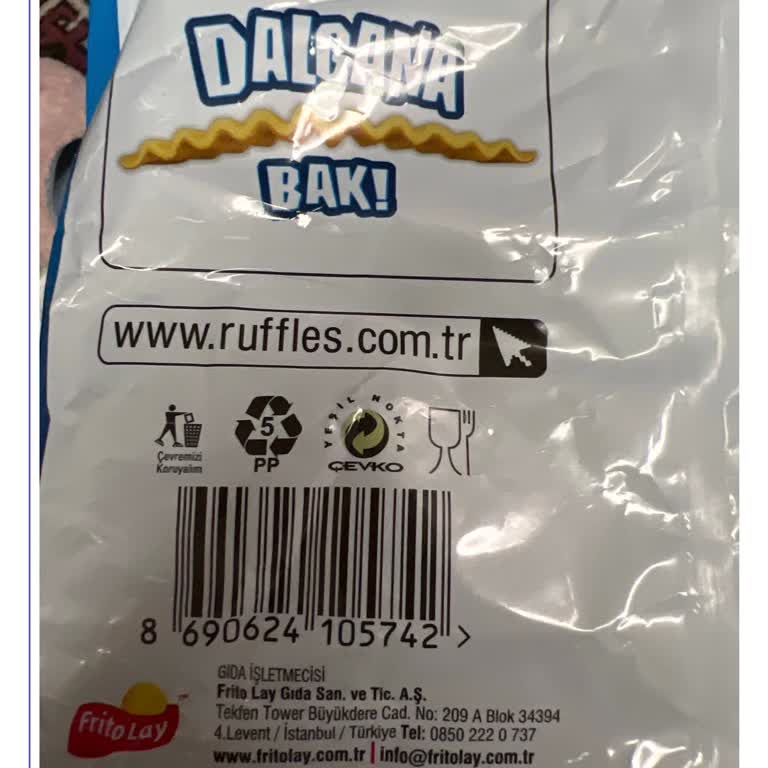 DALGANA
BAK!
www.ruffles.com.tr
Çevremizi
Koruyalım
5
PP
YEŞİL NOKTA
ÇEVKO
8 690624 105742 >
GIDA İŞLETMECİSİ
Frito Lay Gıda San. ve Tic. A.Ş.
Tekfen Tower Büyükdere Cad. No: 209 A Blok 34394
4.Levent / İstanbul / Türkiye Tel: 0850 222 0 737
www.fritolay.com.tr | info@fritolay.com.tr
Frito Lay